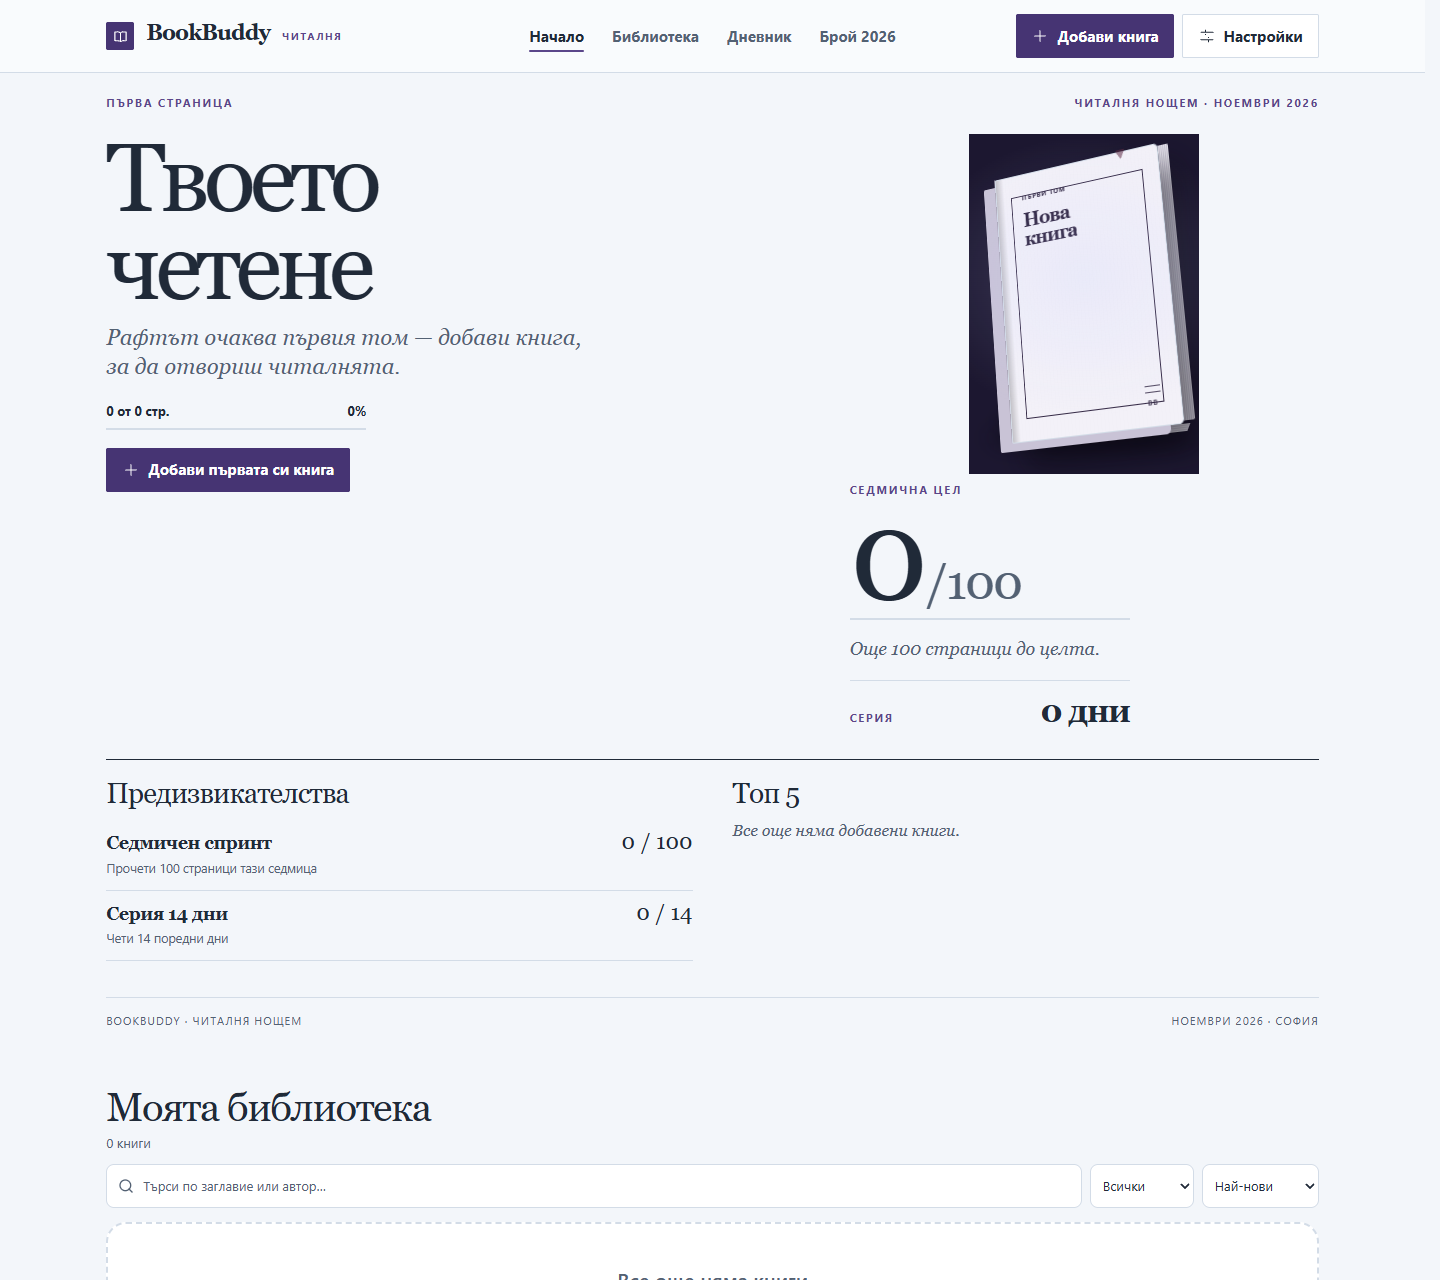 BookBuddy ЧИТАЛНЯ
Начало Библиотека Дневник Брой 2026
Добави книга Настройки
ПЪРВА СТРАНИЦА
ЧИТАЛНЯ НОЩЕМ · НОЕМВРИ 2026
Твоето
четене
Рафтът очаква първия том — добави книга,
за да отвориш читалнята.
0 от 0 стр. 0%
Добави първата си книга
ПЪРВИ ТОМ
Нова
книга
BB
СЕДМИЧНА ЦЕЛ
0/100
Още 100 страници до целта.
СЕРИЯ 0 дни
Предизвикателства
Седмичен спринт 0 / 100
Прочети 100 страници тази седмица
Серия 14 дни 0 / 14
Чети 14 поредни дни
Топ 5
Все още няма добавени книги.
BOOKBUDDY · ЧИТАЛНЯ НОЩЕМ
НОЕМВРИ 2026 · СОФИЯ
Моята библиотека
0 книги
Търси по заглавие или автор...
Всички
Най-нови
Все още няма книги